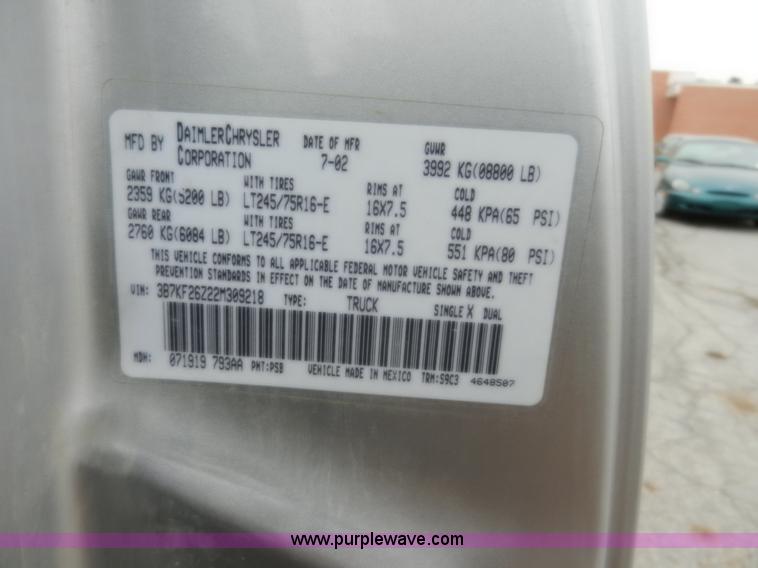 MFD BY DAIMLERCHRYSLER CORPORATION DATE OF MFR 7-02 GVWR 3992 KG(08800 LB)
GAWR FRONT WITH TIRES RIMS AT COLD
2359 KG(5200 LB) LT245/75R16-E 16X7.5 448 KPA(65 PSI)
GAWR REAR WITH TIRES RIMS AT COLD
2760 KG(6084 LB) LT245/75R16-E 16X7.5 551 KPA(80 PSI)
THIS VEHICLE CONFORMS TO ALL APPLICABLE FEDERAL MOTOR VEHICLE SAFETY AND THEFT
PREVENTION STANDARDS IN EFFECT ON THE DATE OF MANUFACTURE SHOWN ABOVE.
VIN: 3B7KF26Z22M309218 TYPE: TRUCK SINGLE X DUAL
MDH: 071919 793AA PNT:PSB VEHICLE MADE IN MEXICO TRM:S9C3 4648507
www.purplewave.com